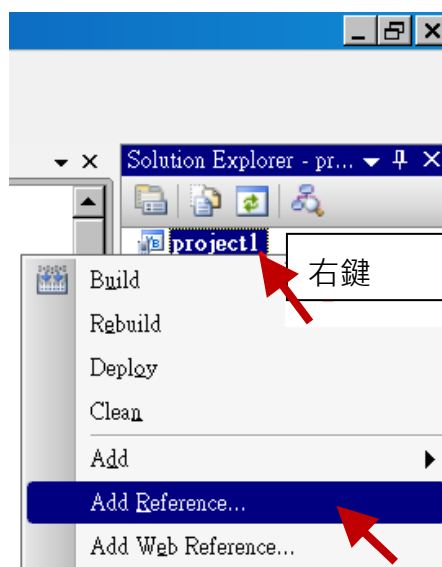 Solution Explorer - pr...
project1
右鍵
Build
Rebuild
Deploy
Clean
Add
Add Reference...
Add Web Reference...